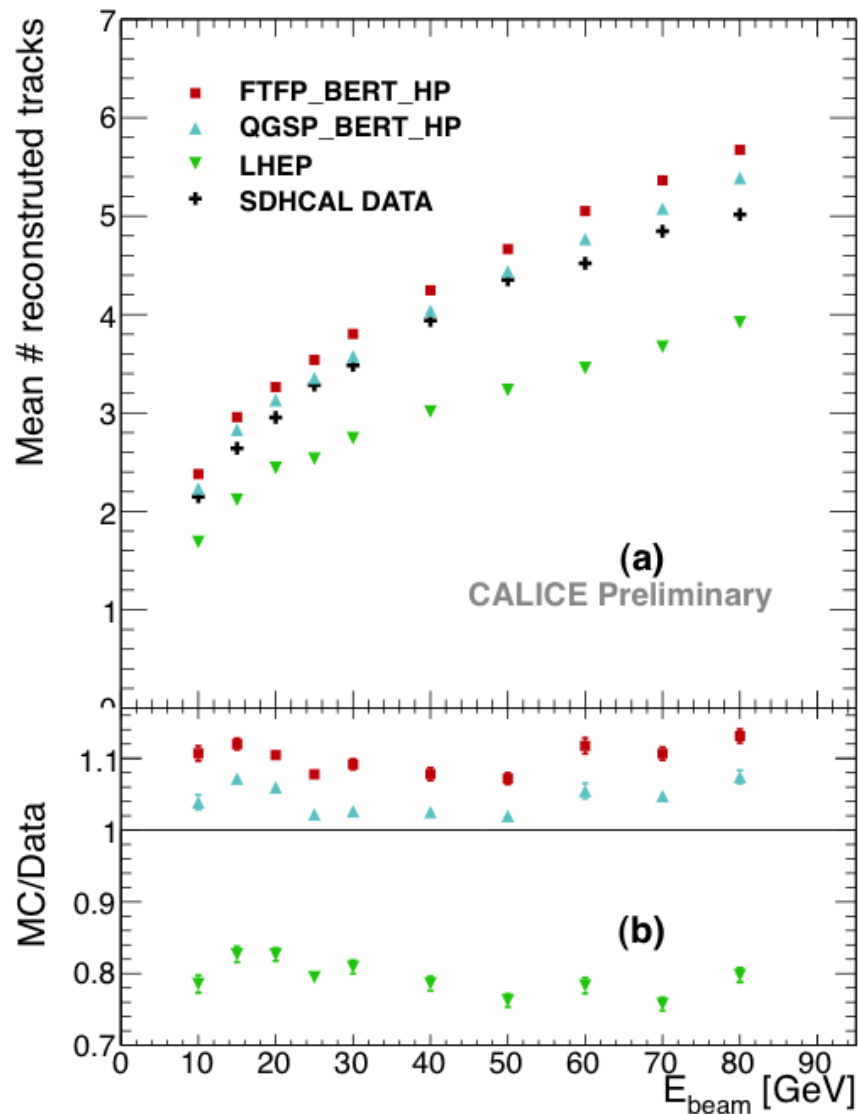 Mean # reconstruted tracks
7
6
5
4
3
2
1
0
FTFP_BERT_HP
QGSP_BERT_HP
LHEP
SDHCAL DATA
(a)
CALICE Preliminary
MC/Data
1.1
1
0.9
0.8
0.7
(b)
0 10 20 30 40 50 60 70 80 90
E_beam [GeV]